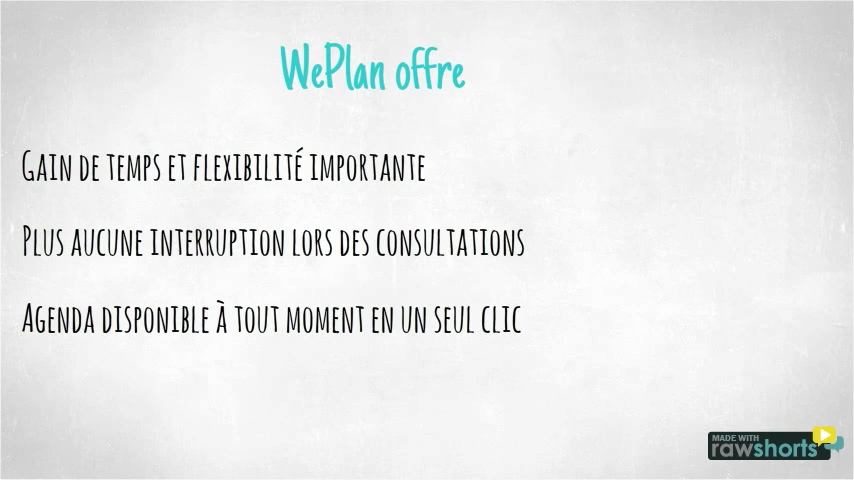 WePlan offre
Gain de temps et flexibilité importante
Plus aucune interruption lors des consultations
Agenda disponible à tout moment en un seul clic
MADE WITH
rawshorts